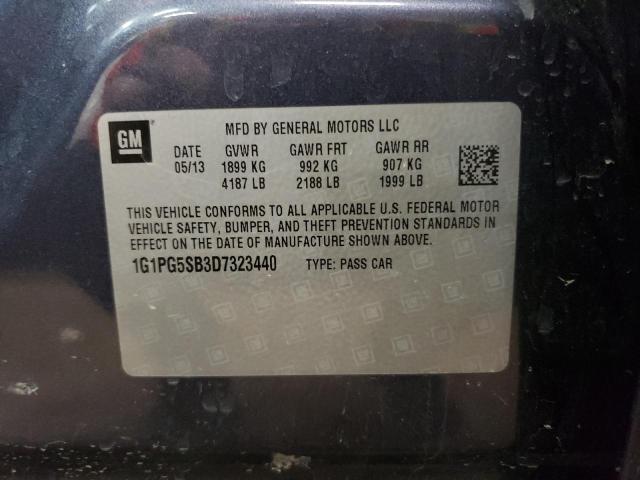 GM
MFD BY GENERAL MOTORS LLC
DATE GVWR GAWR FRT GAWR RR
05/13 1899 KG 992 KG 907 KG
4187 LB 2188 LB 1999 LB
THIS VEHICLE CONFORMS TO ALL APPLICABLE U.S. FEDERAL MOTOR
VEHICLE SAFETY, BUMPER, AND THEFT PREVENTION STANDARDS IN
EFFECT ON THE DATE OF MANUFACTURE SHOWN ABOVE.
1G1PG5SB3D7323440 TYPE: PASS CAR